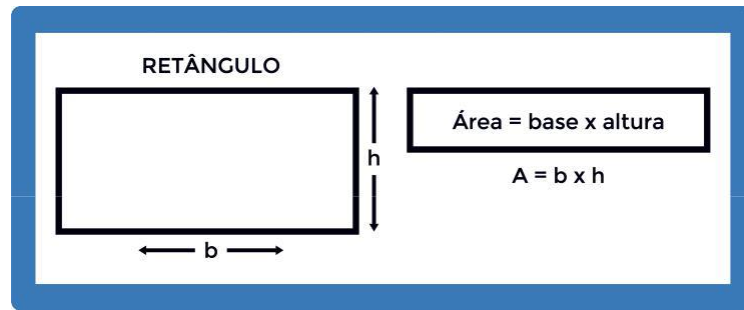 RETÂNGULO
h
b
Área = base x altura
A = b x h